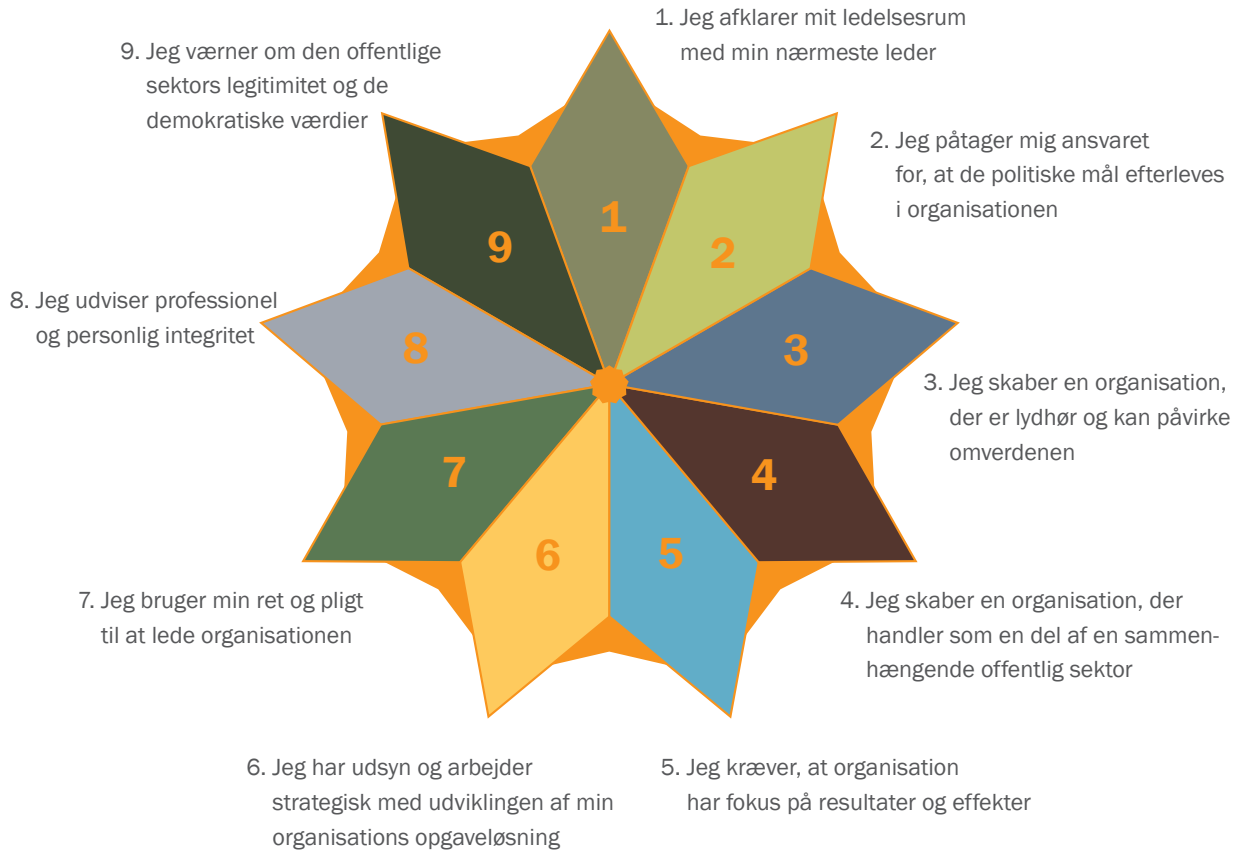 1. Jeg afklarer mit ledelsesrum
med min nærmeste leder
2. Jeg påtager mig ansvaret
for, at de politiske mål efterleves
i organisationen
3. Jeg skaber en organisation,
der er lydhør og kan påvirke
omverdenen
4. Jeg skaber en organisation, der
handler som en del af en sammen-
hængende offentlig sektor
5. Jeg kræver, at organisation
har fokus på resultater og effekter
6. Jeg har udsyn og arbejder
strategisk med udviklingen af min
organisations opgaveløsning
7. Jeg bruger min ret og pligt
til at lede organisationen
8. Jeg udviser professionel
og personlig integritet
9. Jeg værner om den offentlige
sektors legitimitet og de
demokratiske værdier
1
2
3
4
5
6
7
8
9